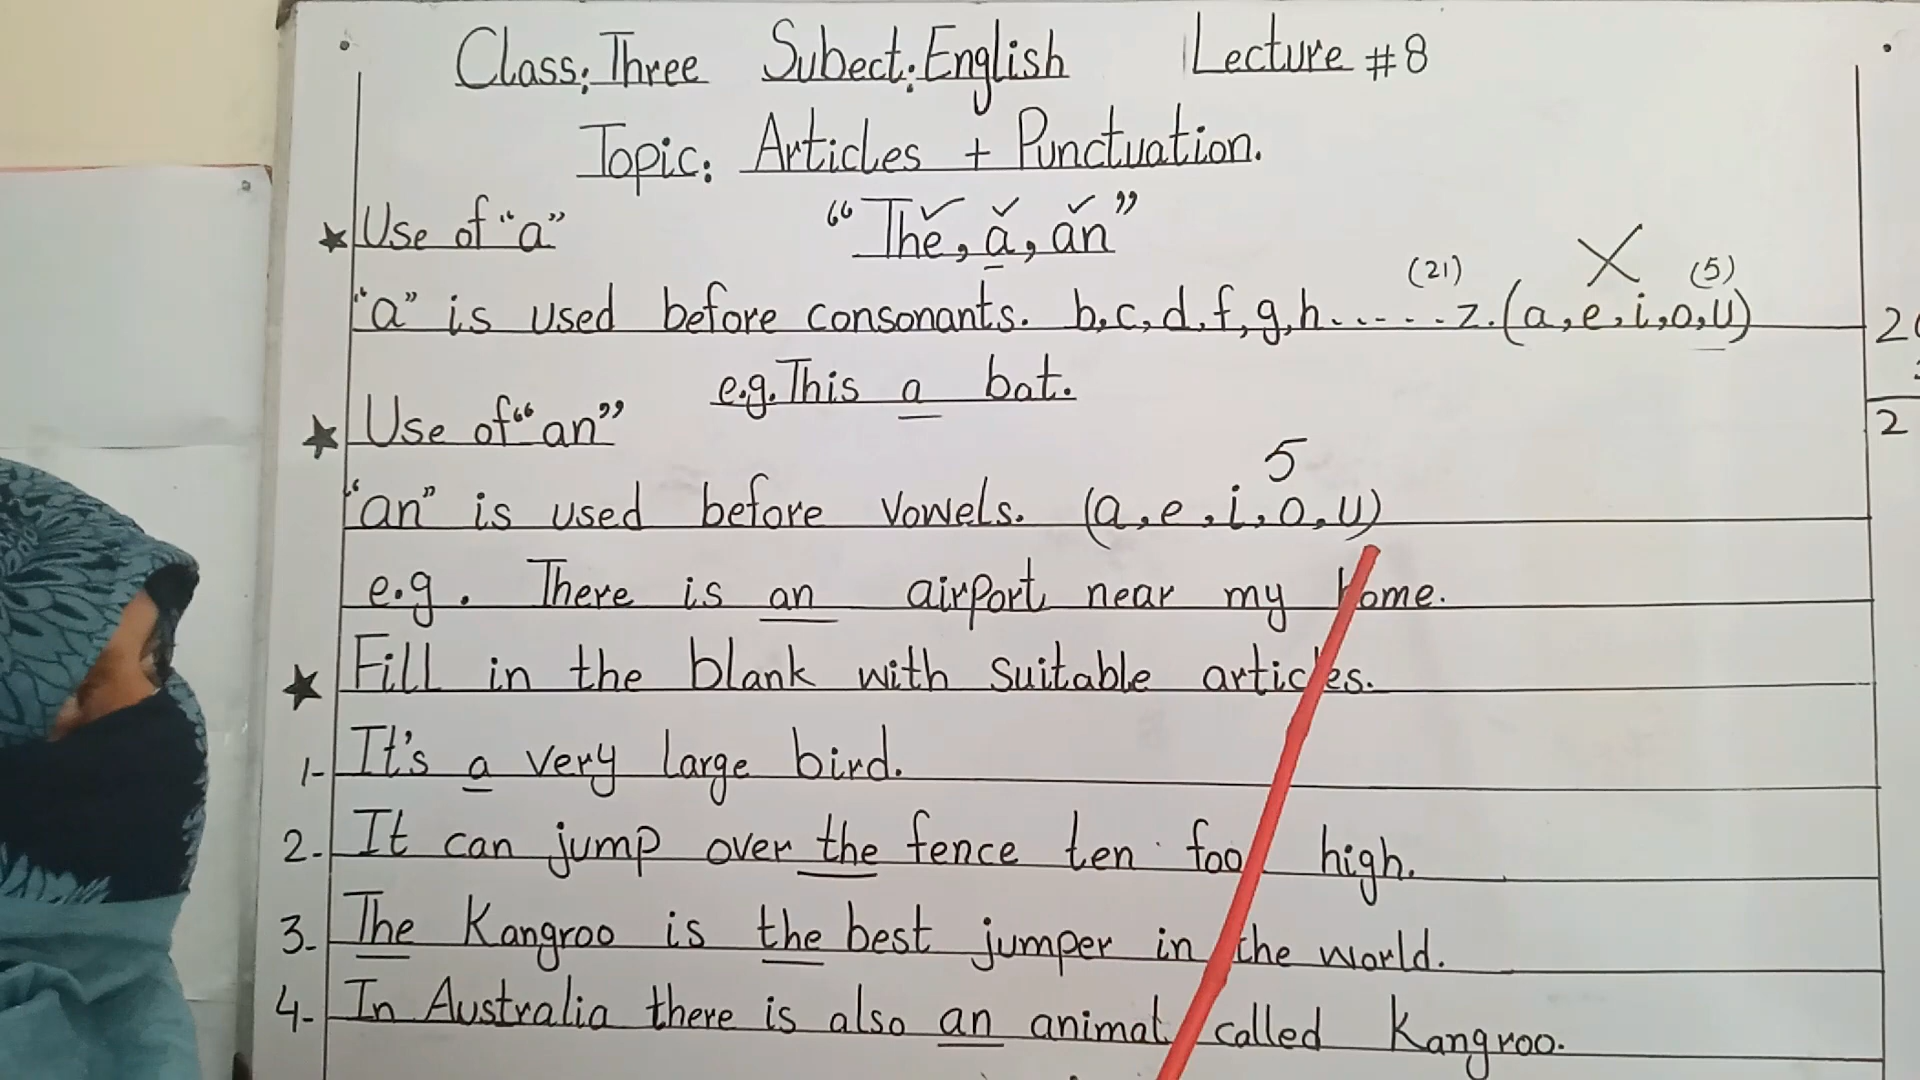 Class: Three Subect: English Lecture #8
Topic: Articles + Punctuation.
Use of "a" "The, a, an"
(21) (5)
"a" is used before consonants. b,c,d,f,g,h.....z.(a,e,i,o,u)
e.g. This a bat.
Use of "an"
5
"an" is used before vowels. (a,e,i,o,u)
e.g. There is an airport near my home.
Fill in the blank with suitable articles.
1- It's a very large bird.
2- It can jump over the fence ten foo high.
3- The Kangroo is the best jumper in the world.
4- In Australia there is also an animal called Kangroo.
2